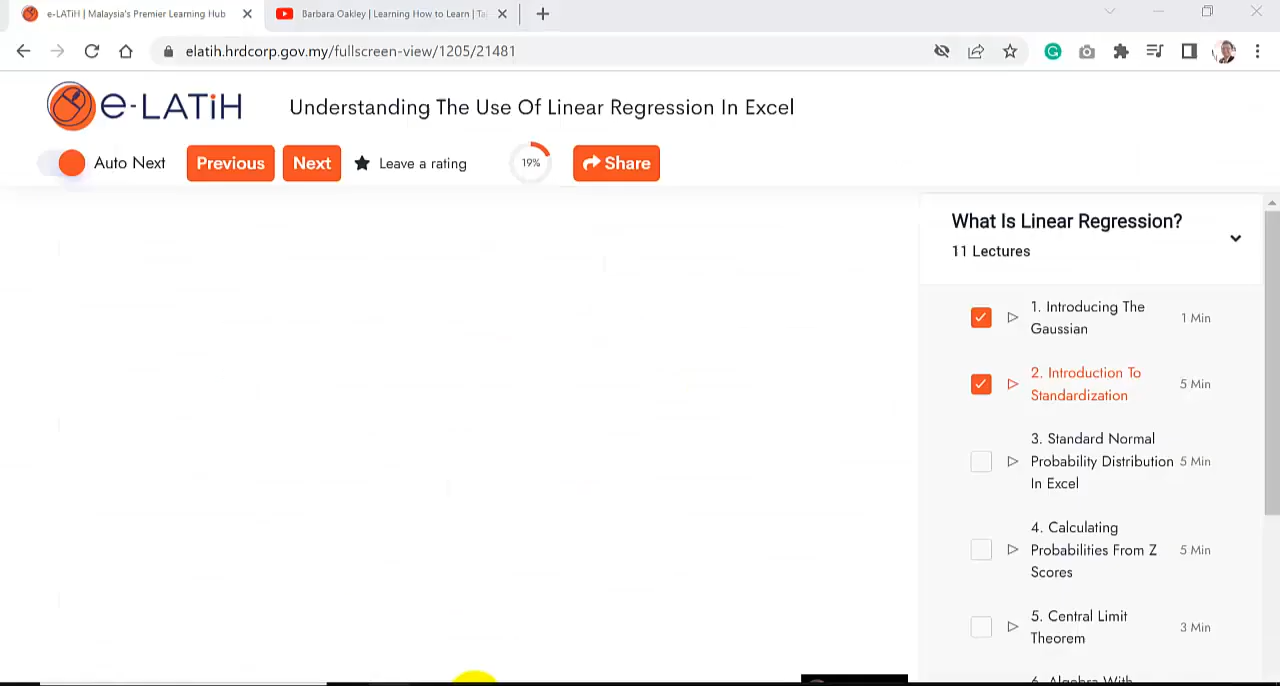 e-LATiH | Malaysia's Premier Learning Hub
Barbara Oakley | Learning How to Learn | Ta
elatih.hrdcorp.gov.my/fullscreen-view/1205/21481
e-LATiH
Understanding The Use Of Linear Regression In Excel
Auto Next
Previous
Next
Leave a rating
19%
Share
What Is Linear Regression?
11 Lectures
1. Introducing The
Gaussian
1 Min
2. Introduction To
Standardization
5 Min
3. Standard Normal
Probability Distribution
In Excel
5 Min
4. Calculating
Probabilities From Z
Scores
5 Min
5. Central Limit
Theorem
3 Min
6. Algebra With